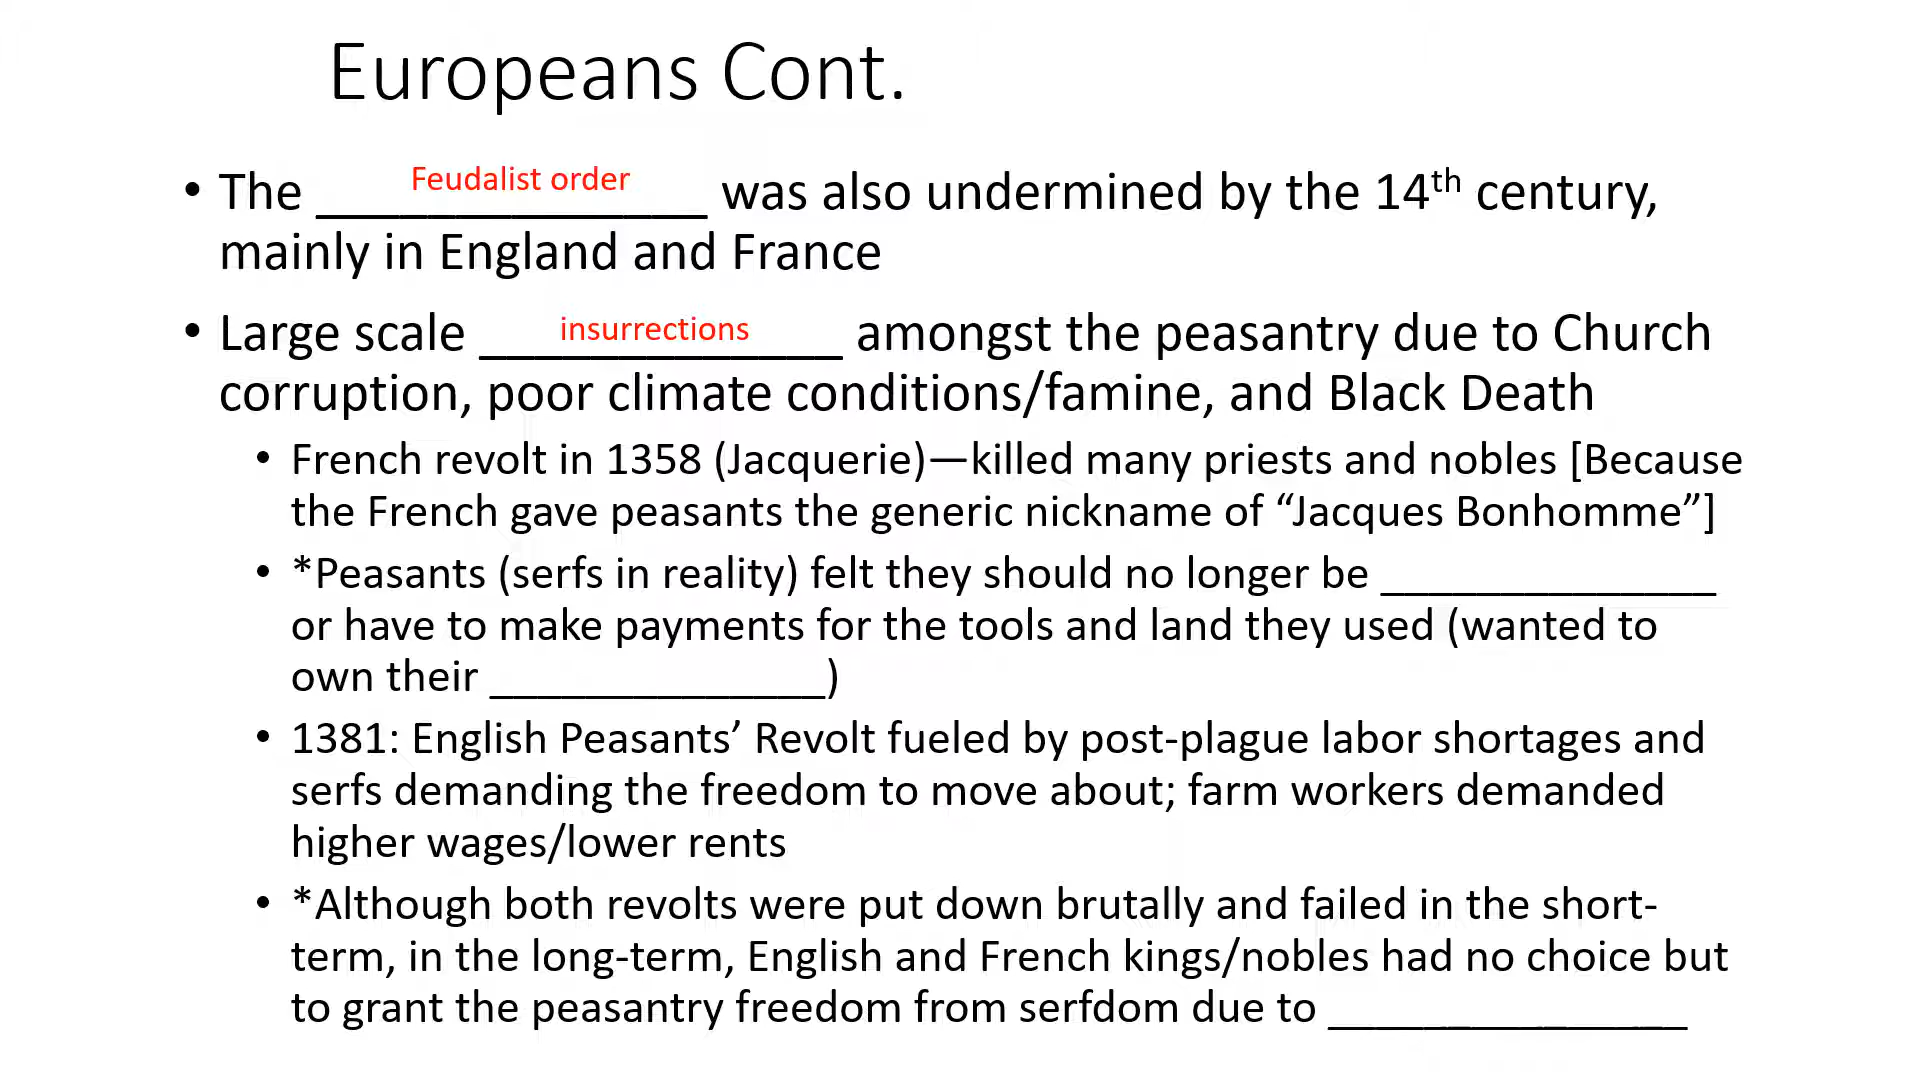 Europeans Cont.
• The Feudalist order was also undermined by the 14th century,
mainly in England and France
• Large scale insurrections amongst the peasantry due to Church
corruption, poor climate conditions/famine, and Black Death
• French revolt in 1358 (Jacquerie)—killed many priests and nobles [Because
the French gave peasants the generic nickname of “Jacques Bonhomme”]
• *Peasants (serfs in reality) felt they should no longer be ______________
or have to make payments for the tools and land they used (wanted to
own their ______________)
• 1381: English Peasants’ Revolt fueled by post-plague labor shortages and
serfs demanding the freedom to move about; farm workers demanded
higher wages/lower rents
• *Although both revolts were put down brutally and failed in the short-
term, in the long-term, English and French kings/nobles had no choice but
to grant the peasantry freedom from serfdom due to _______________